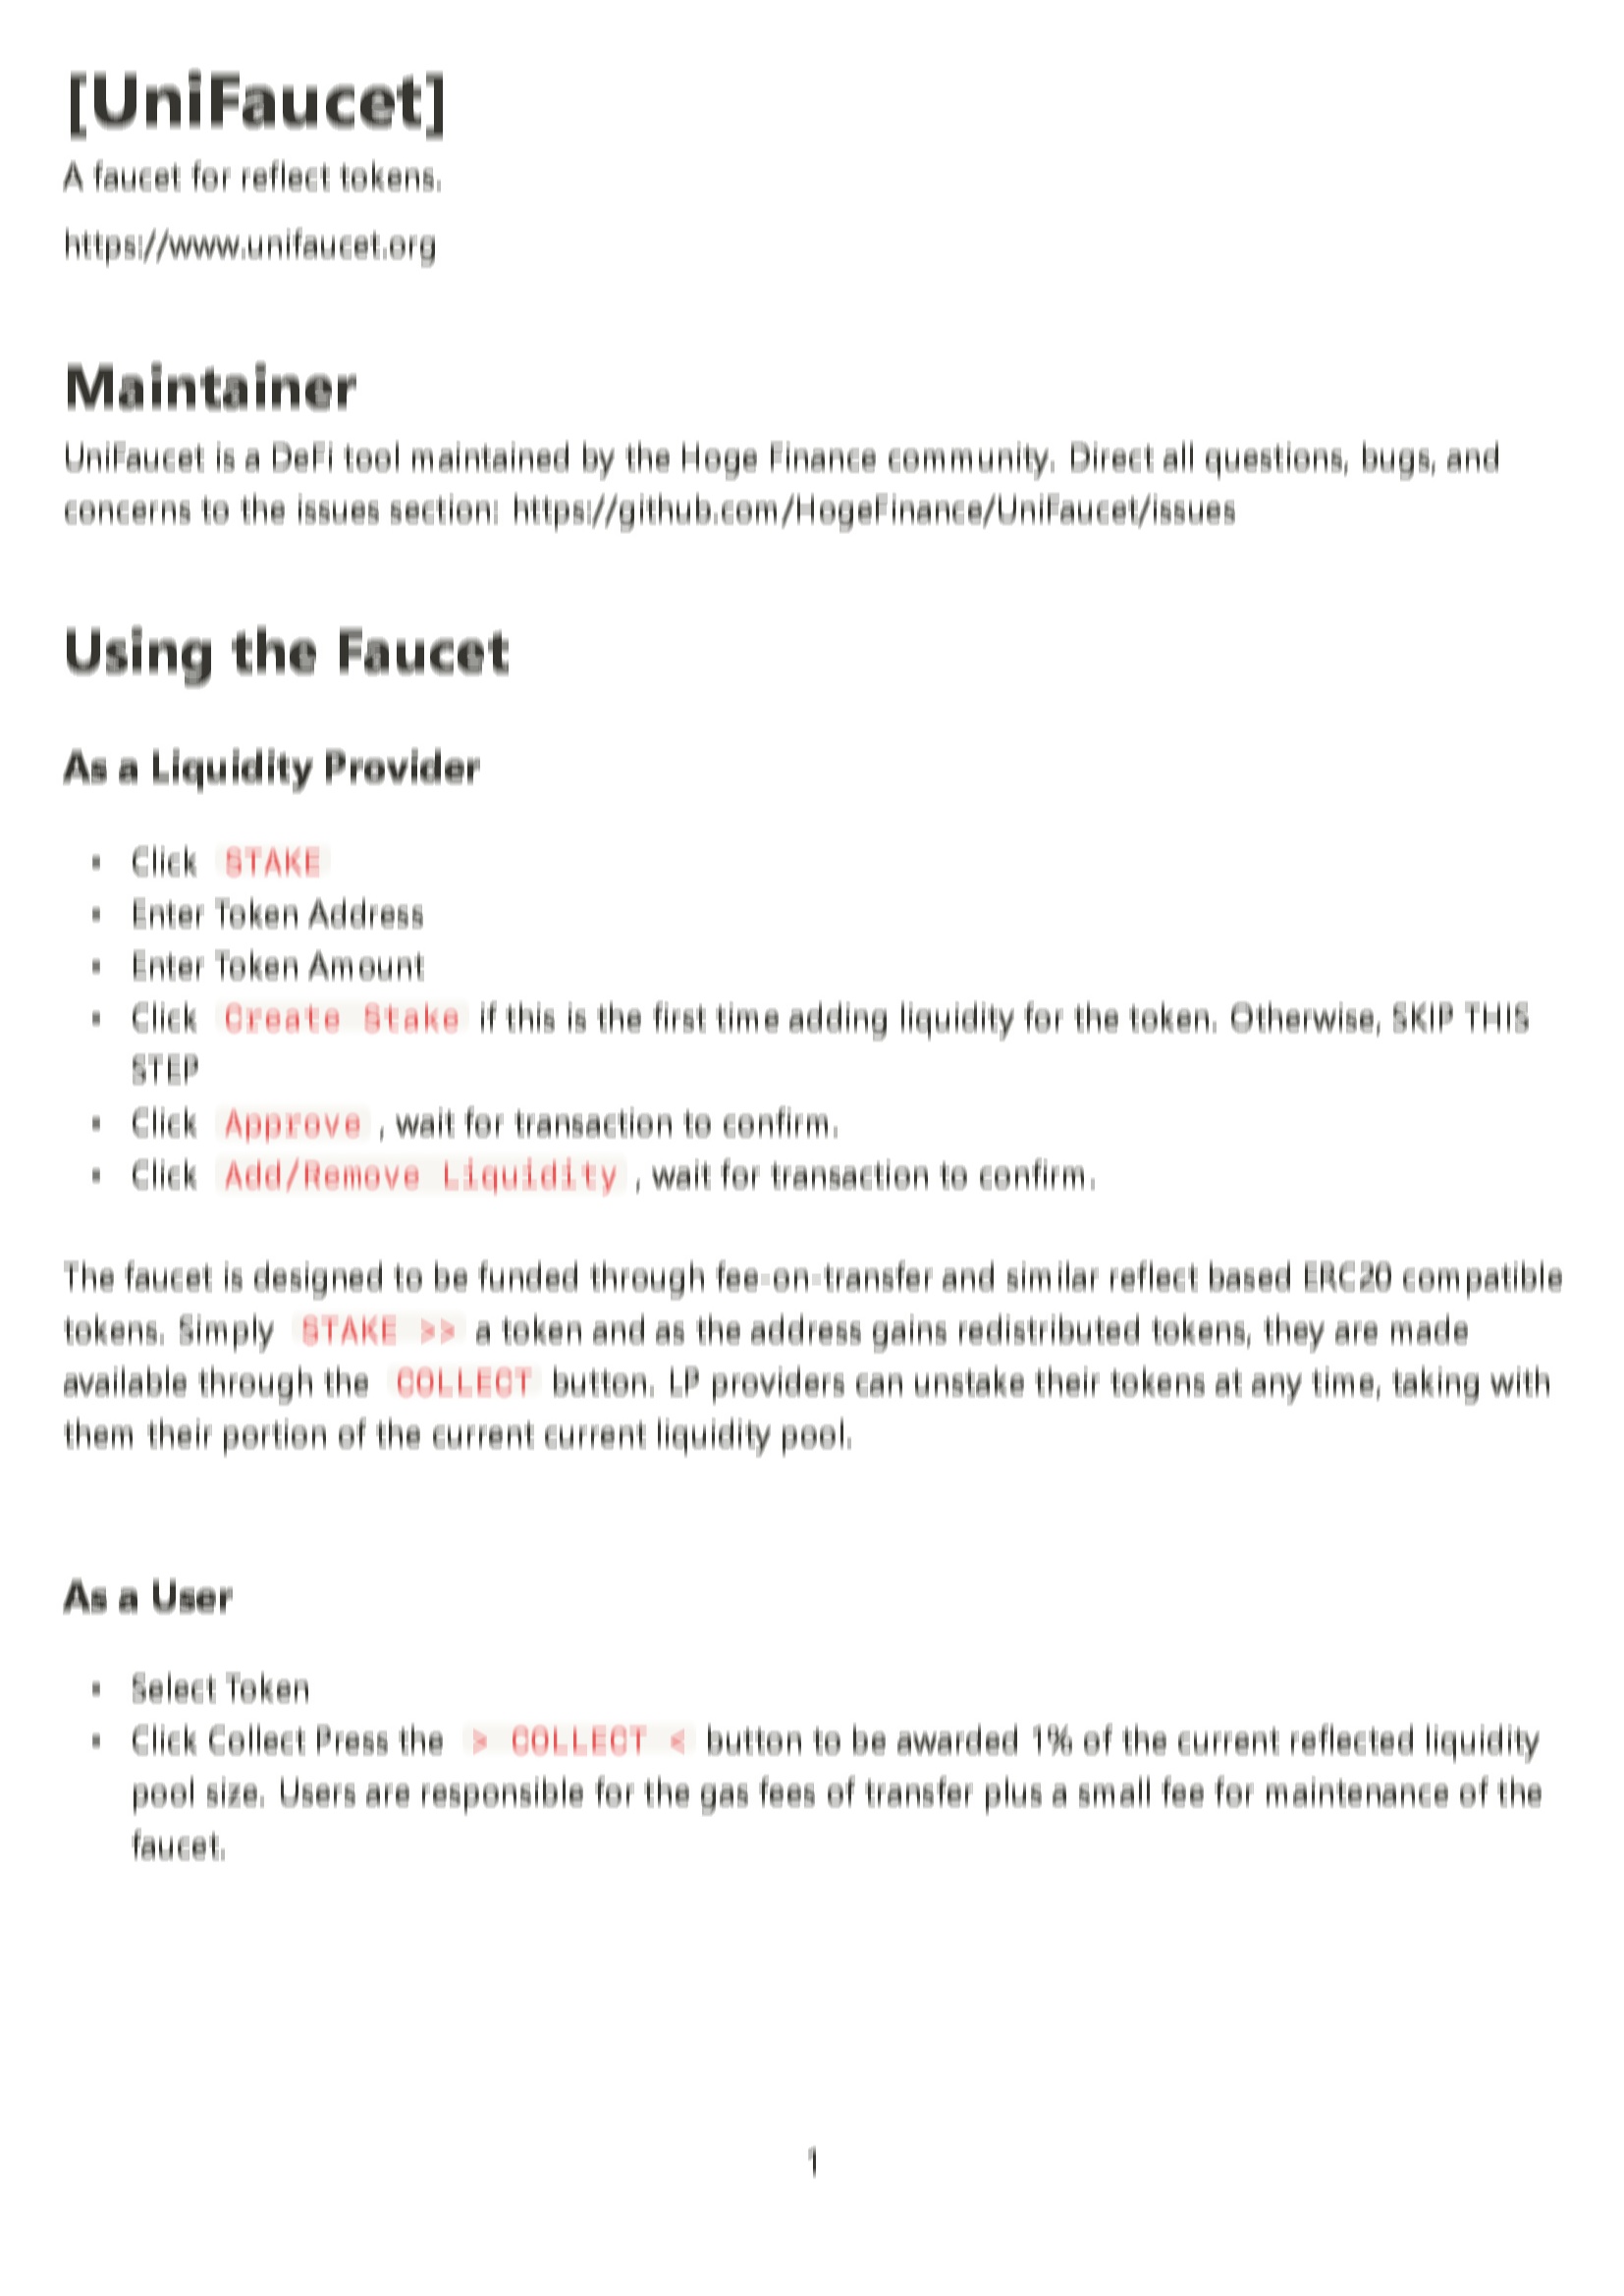 [UniFaucet]
A faucet for reflect tokens.
https://www.unifaucet.org
Maintainer
UniFaucet is a DeFi tool maintained by the Hoge Finance community. Direct all questions, bugs, and
concerns to the issues section: https://github.com/HogeFinance/UniFaucet/issues
Using the Faucet
As a Liquidity Provider
▪ Click STAKE
▪ Enter Token Address
▪ Enter Token Amount
▪ Click Create Stake if this is the first time adding liquidity for the token. Otherwise, SKIP THIS
STEP
▪ Click Approve , wait for transaction to confirm.
▪ Click Add/Remove Liquidity , wait for transaction to confirm.
The faucet is designed to be funded through fee-on-transfer and similar reflect based ERC20 compatible
tokens. Simply STAKE >> a token and as the address gains redistributed tokens, they are made
available through the COLLECT button. LP providers can unstake their tokens at any time, taking with
them their portion of the current current liquidity pool.
As a User
▪ Select Token
▪ Click Collect Press the > COLLECT < button to be awarded 1% of the current reflected liquidity
pool size. Users are responsible for the gas fees of transfer plus a small fee for maintenance of the
faucet.
1